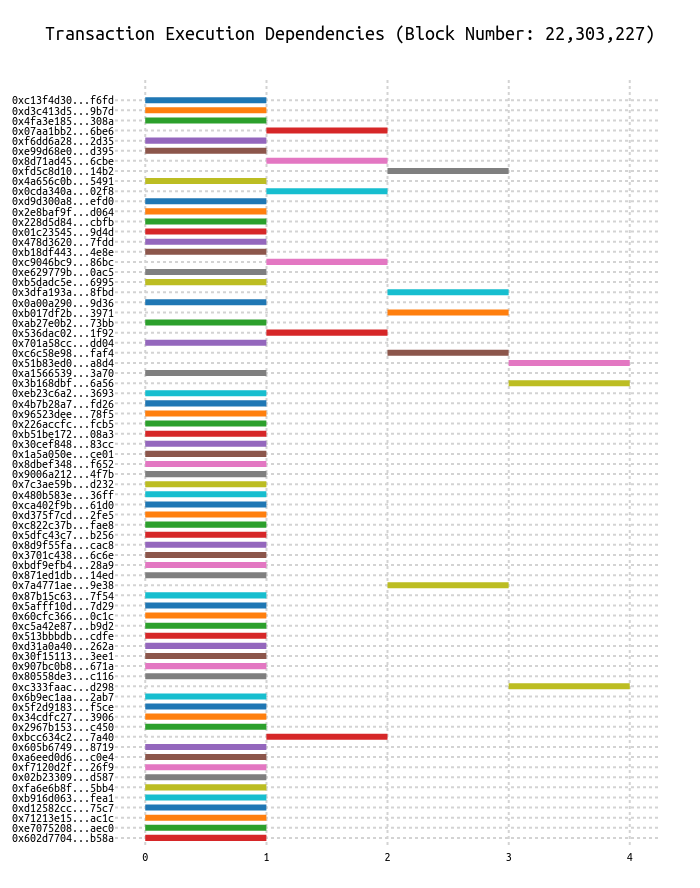 Transaction Execution Dependencies (Block Number: 22,303,227)
0xc13f4d30...f6fd
0xd3c413d5...9b7d
0x4fa3e185...308a
0x07aa1bb2...6be6
0xf6dd6a28...2d35
0xe99d68e0...d395
0x8d71ad45...6cbe
0xfd5c8d10...14b2
0x4a656c0b...5491
0x0cda340a...02f8
0xd9d300a8...efd0
0x2e8baf9f...d064
0x228d5d84...cbfb
0x01c23545...9d4d
0x478d3620...7fdd
0xb18df443...4e8e
0xc9046bc9...86bc
0xe629779b...0ac5
0xb5dadc5e...6995
0x3dfa193a...8fbd
0x0a00a290...9d36
0xb017df2b...3971
0xab27e0b2...73bb
0x536dac02...1f92
0x701a58cc...dd04
0xc6c58e98...faf4
0x51b83ed0...a8d4
0xa1566539...3a70
0x3b168dbf...6a56
0xeb23c6a2...3693
0x4b7b28a7...fd26
0x96523dee...78f5
0x226accfc...fcb5
0xb51be172...08a3
0x30cef848...83cc
0x1a5a050e...ce01
0x8dbef348...f652
0x9006a212...4f7b
0x7c3ae59b...d232
0x480b583e...36ff
0xca402f9b...61d0
0xd375f7cd...2fe5
0xc822c37b...fae8
0x5dfc43c7...b256
0x8d9f55fa...cac8
0x3701c438...6c6e
0xbdf9efb4...28a9
0x871ed1db...14ed
0x7a4771ae...9e38
0x87b15c63...7f54
0x5afff10d...7d29
0x60cfc366...0c1c
0xc5a42e87...b9d2
0x513bbbdb...cdfe
0xd31a0a40...262a
0x30f15113...3ee1
0x907bc0b8...671a
0x80558de3...c116
0xc333faac...d298
0x6b9ec1aa...2ab7
0x5f2d9183...f5ce
0x34cdfc27...3906
0x2967b153...c450
0xbcc634c2...7a40
0x605b6749...8719
0xa6eed0d6...c0e4
0xf7120d2f...26f9
0x02b23309...d587
0xfa6e6b8f...5bb4
0xb916d063...fea1
0xd12582cc...75c7
0x71213e15...ac1c
0xe7075208...aec0
0x602d7704...b58a
0 1 2 3 4